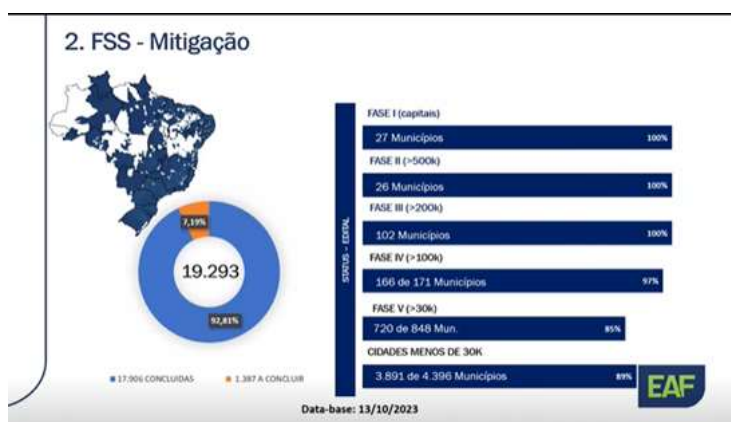 2. FSS - Mitigação
7,19%
19.293
92,81%
17.906 CONCLUIDAS
1.387 A CONCLUIR
STATUS – EDITAL
FASE I (capitais)
27 Municípios 100%
FASE II (>500k)
26 Municípios 100%
FASE III (>200k)
102 Municípios 100%
FASE IV (>100k)
166 de 171 Municípios 97%
FASE V (>30k)
720 de 848 Mun. 85%
CIDADES MENOS DE 30K
3.891 de 4.396 Municípios 89%
EAF
Data-base: 13/10/2023